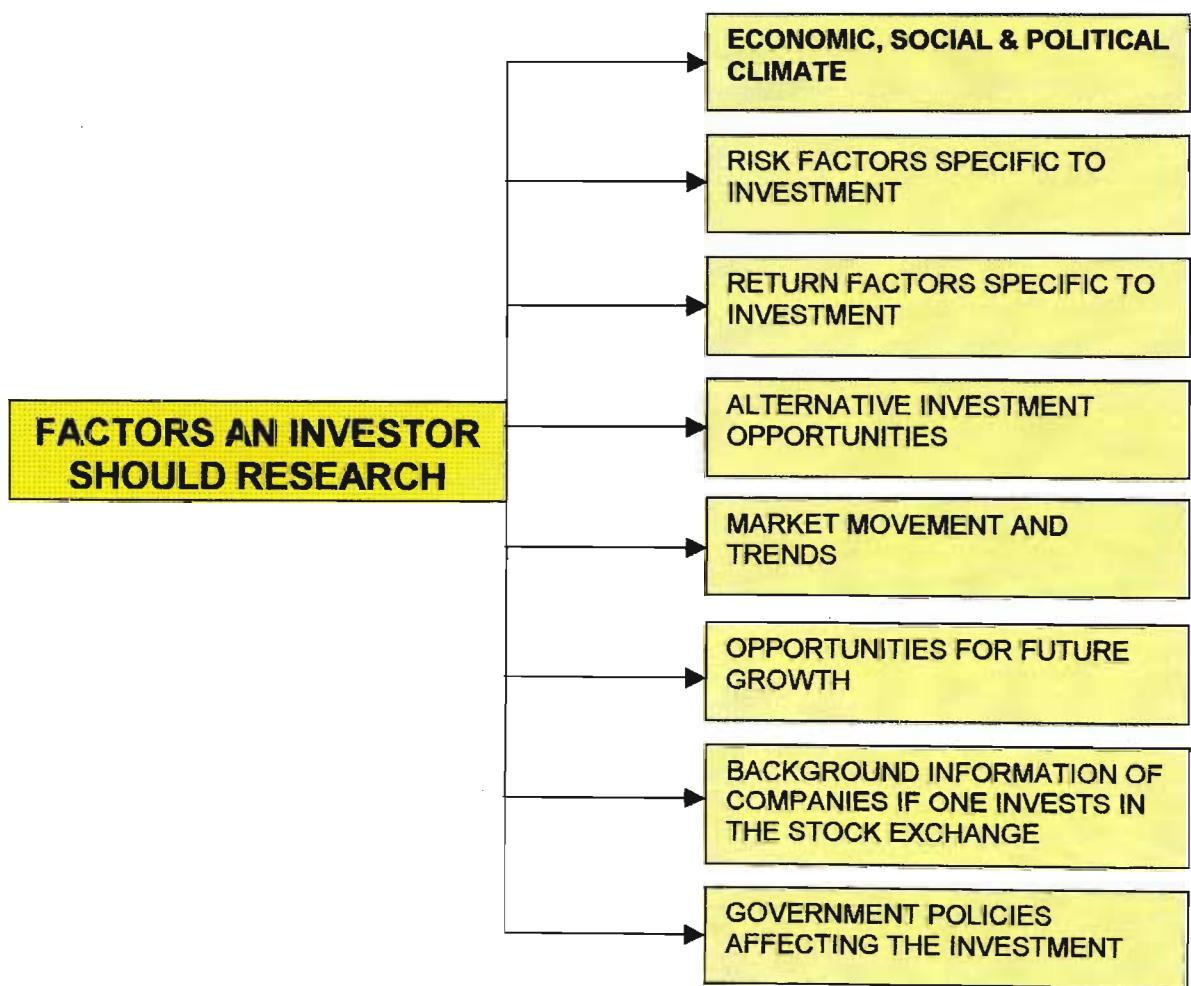 ECONOMIC, SOCIAL & POLITICAL
CLIMATE
RISK FACTORS SPECIFIC TO
INVESTMENT
RETURN FACTORS SPECIFIC TO
INVESTMENT
ALTERNATIVE INVESTMENT
OPPORTUNITIES
FACTORS AN INVESTOR
SHOULD RESEARCH
MARKET MOVEMENT AND
TRENDS
OPPORTUNITIES FOR FUTURE
GROWTH
BACKGROUND INFORMATION OF
COMPANIES IF ONE INVESTS IN
THE STOCK EXCHANGE
GOVERNMENT POLICIES
AFFECTING THE INVESTMENT